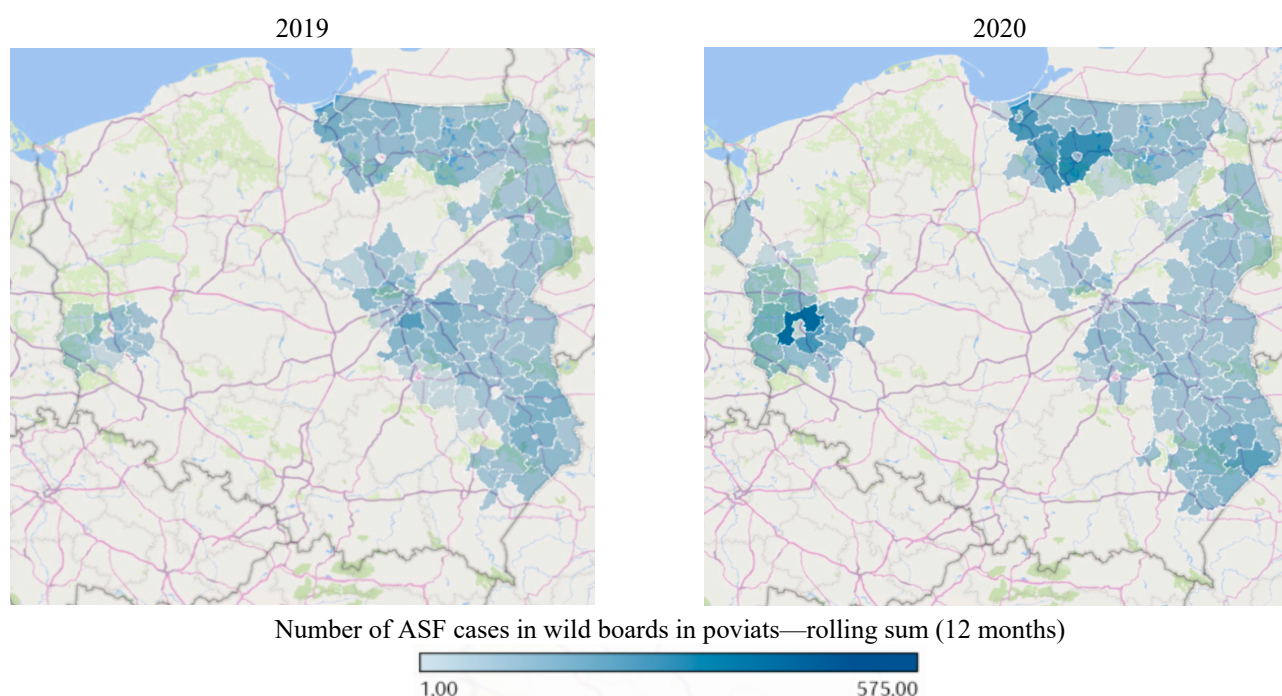 2019
2020
Number of ASF cases in wild boards in poviats—rolling sum (12 months)
1.00
575.00